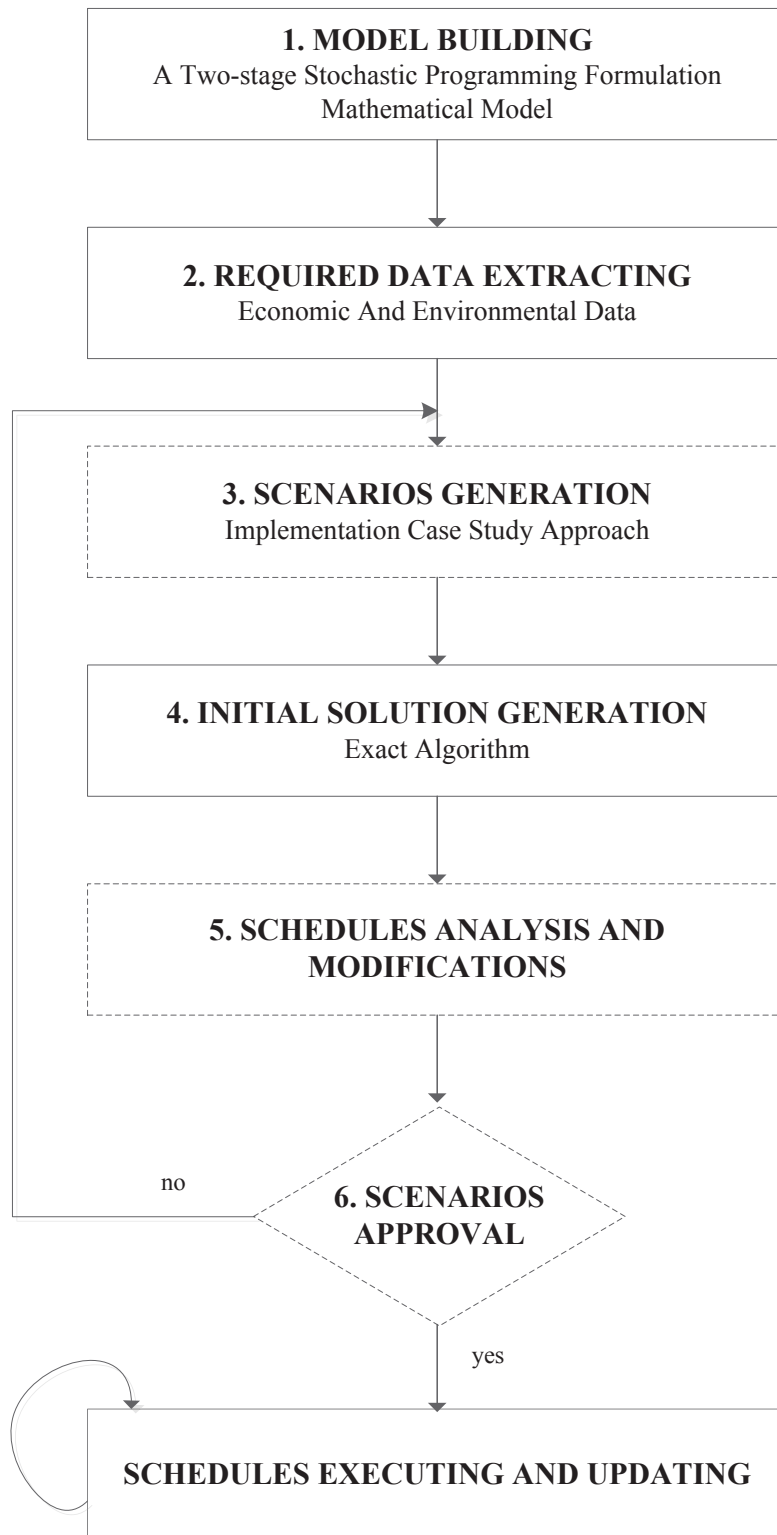 1. MODEL BUILDING
A Two-stage Stochastic Programming Formulation
Mathematical Model
2. REQUIRED DATA EXTRACTING
Economic And Environmental Data
3. SCENARIOS GENERATION
Implementation Case Study Approach
4. INITIAL SOLUTION GENERATION
Exact Algorithm
5. SCHEDULES ANALYSIS AND
MODIFICATIONS
no
6. SCENARIOS
APPROVAL
yes
SCHEDULES EXECUTING AND UPDATING